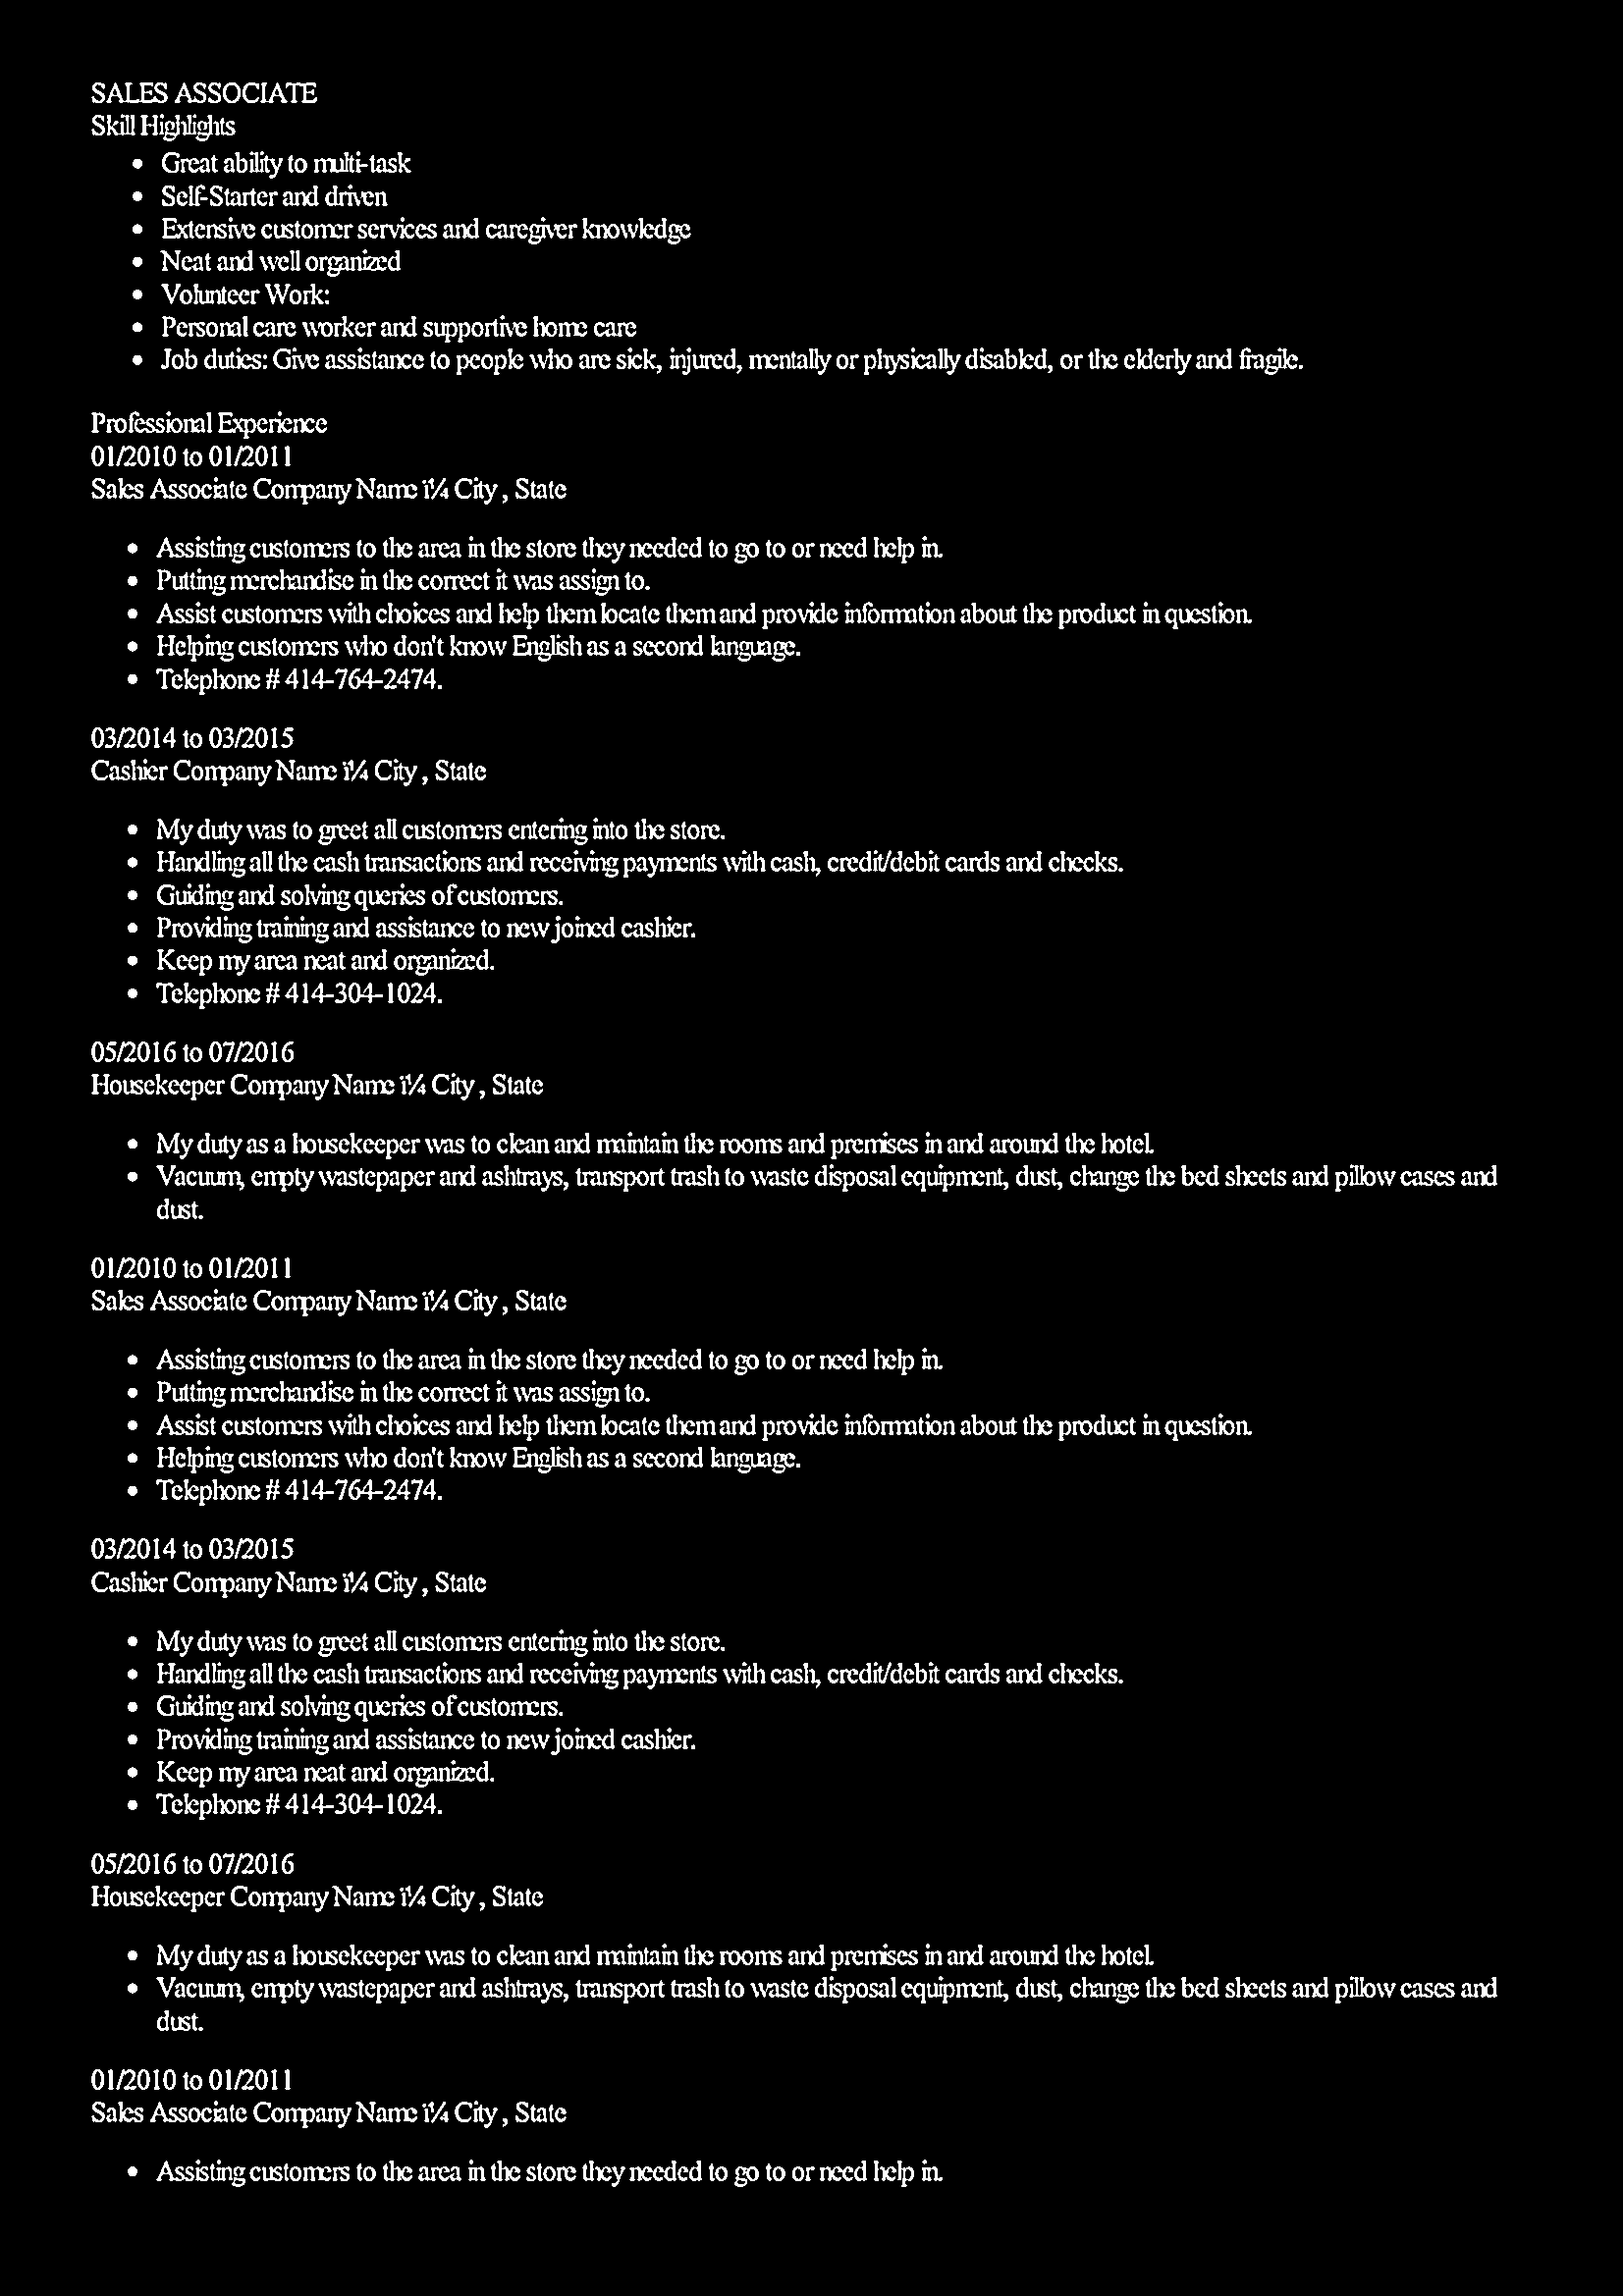 SALES ASSOCIATE
Skill Highlights
• Great ability to multi-task
• Self-Starter and driven
• Extensive customer services and caregiver knowledge
• Neat and well organized
• Volunteer Work:
• Personal care worker and supportive home care
• Job duties: Give assistance to people who are sick, injured, mentally or physically disabled, or the elderly and fragile.
Professional Experience
01/2010 to 01/2011
Sales Associate Company Name ï¼ City , State
• Assisting customers to the area in the store they needed to go to or need help in.
• Putting merchandise in the correct it was assign to.
• Assist customers with choices and help them locate them and provide information about the product in question.
• Helping customers who don't know English as a second language.
• Telephone # 414-764-2474.
03/2014 to 03/2015
Cashier Company Name ï¼ City , State
• My duty was to greet all customers entering into the store.
• Handling all the cash transactions and receiving payments with cash, credit/debit cards and checks.
• Guiding and solving queries of customers.
• Providing training and assistance to new joined cashier.
• Keep my area neat and organized.
• Telephone # 414-304-1024.
05/2016 to 07/2016
Housekeeper Company Name ï¼ City , State
• My duty as a housekeeper was to clean and maintain the rooms and premises in and around the hotel.
• Vacuum, empty wastepaper and ashtrays, transport trash to waste disposal equipment, dust, change the bed sheets and pillow cases and
dust.
01/2010 to 01/2011
Sales Associate Company Name ï¼ City , State
• Assisting customers to the area in the store they needed to go to or need help in.
• Putting merchandise in the correct it was assign to.
• Assist customers with choices and help them locate them and provide information about the product in question.
• Helping customers who don't know English as a second language.
• Telephone # 414-764-2474.
03/2014 to 03/2015
Cashier Company Name ï¼ City , State
• My duty was to greet all customers entering into the store.
• Handling all the cash transactions and receiving payments with cash, credit/debit cards and checks.
• Guiding and solving queries of customers.
• Providing training and assistance to new joined cashier.
• Keep my area neat and organized.
• Telephone # 414-304-1024.
05/2016 to 07/2016
Housekeeper Company Name ï¼ City , State
• My duty as a housekeeper was to clean and maintain the rooms and premises in and around the hotel.
• Vacuum, empty wastepaper and ashtrays, transport trash to waste disposal equipment, dust, change the bed sheets and pillow cases and
dust.
01/2010 to 01/2011
Sales Associate Company Name ï¼ City , State
• Assisting customers to the area in the store they needed to go to or need help in.